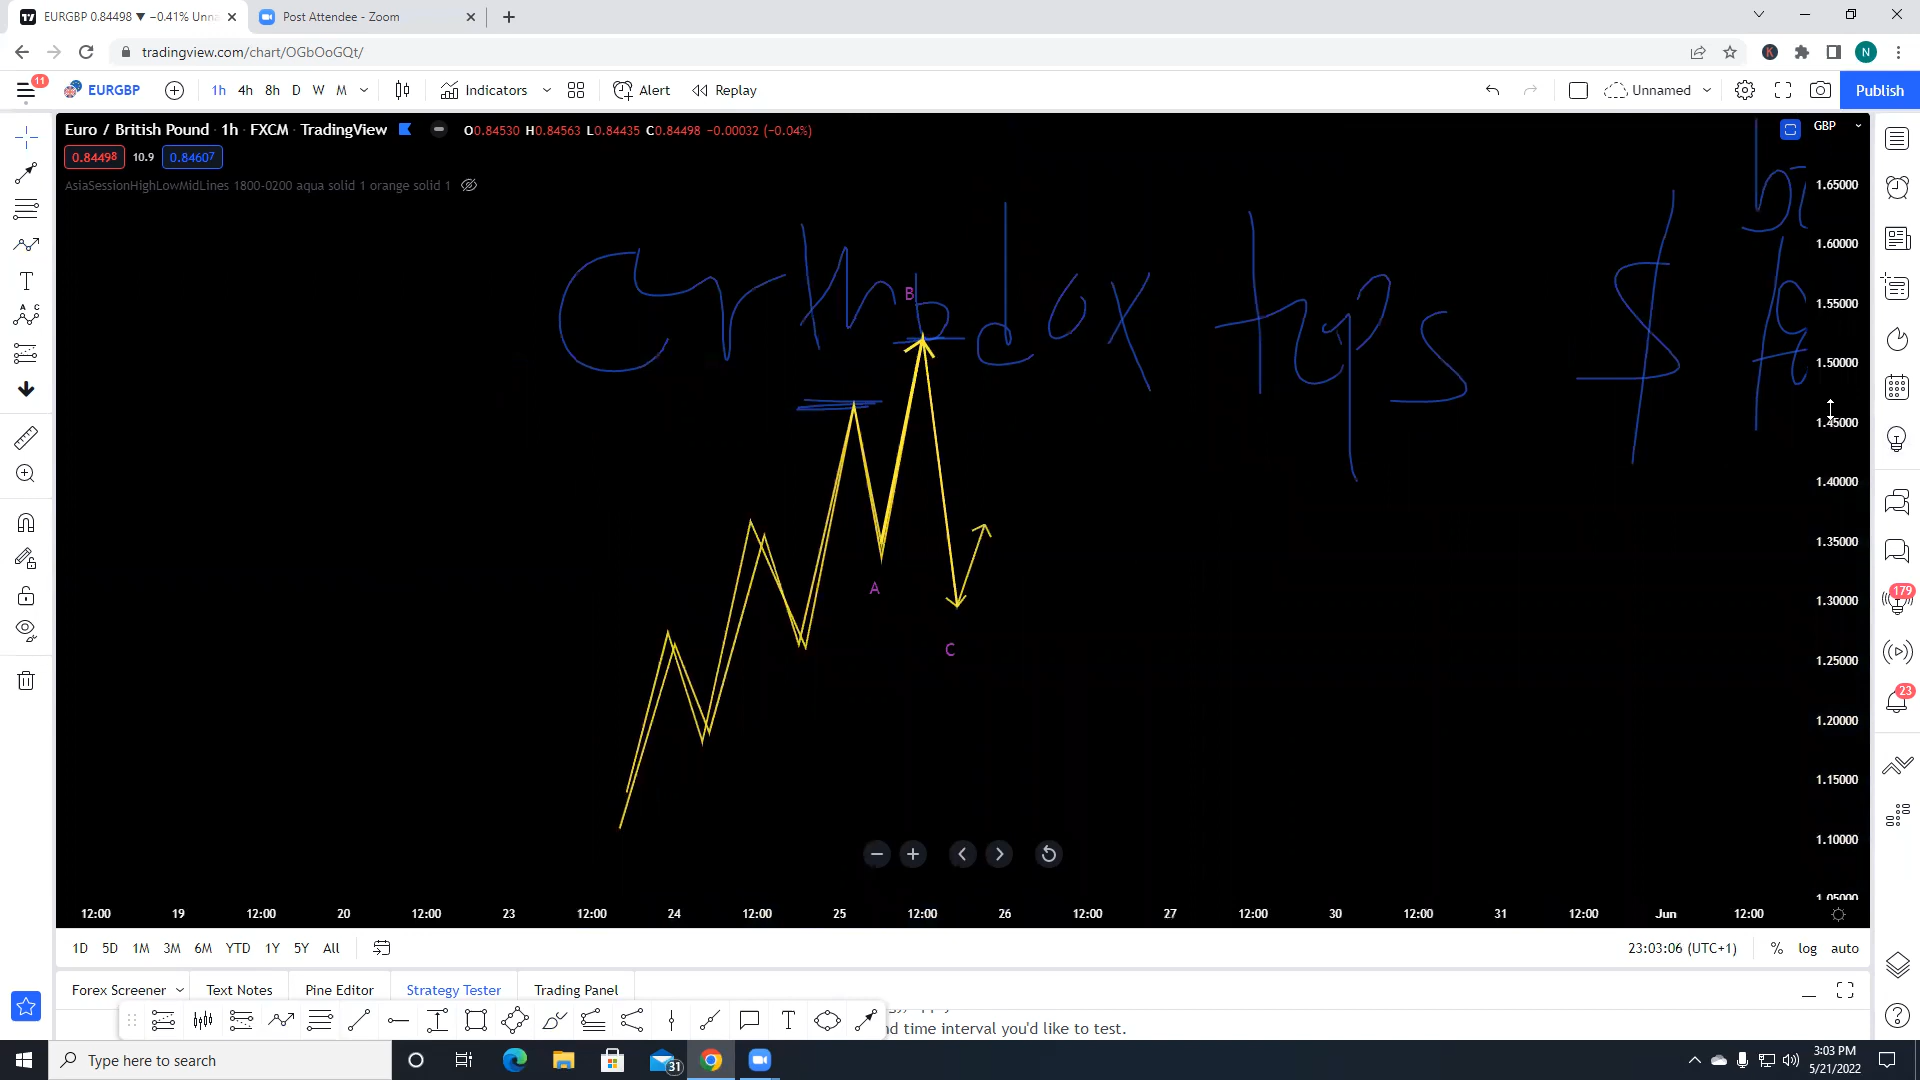 EURGBP 0.84498 ▼ −0.41% Unna
Post Attendee - Zoom
tradingview.com/chart/OGbOoGQt/
K
N
11
EURGBP
1h 4h 8h D W M
Indicators
Alert
Replay
Unnamed
Publish
Euro / British Pound · 1h · FXCM · TradingView
O0.84530 H0.84563 L0.84435 C0.84498 −0.00032 (−0.04%)
GBP
0.84498 10.9 0.84607
AsiaSessionHighLowMidLines 1800-0200 aqua solid 1 orange solid 1
1.65000
1.60000
1.55000
1.50000
1.45000
1.40000
1.35000
1.30000
1.25000
1.20000
1.15000
1.10000
1.05000
Orthodox tops $
B
b
A
C
179
23
12:00 19 12:00 20 12:00 23 12:00 24 12:00 25 12:00 26 12:00 27 12:00 30 12:00 31 12:00 Jun 12:00
1D 5D 1M 3M 6M YTD 1Y 5Y All
23:03:06 (UTC+1) % log auto
Forex Screener Text Notes Pine Editor Strategy Tester Trading Panel
nd time interval you'd like to test.
Type here to search
31
3:03 PM
5/21/2022